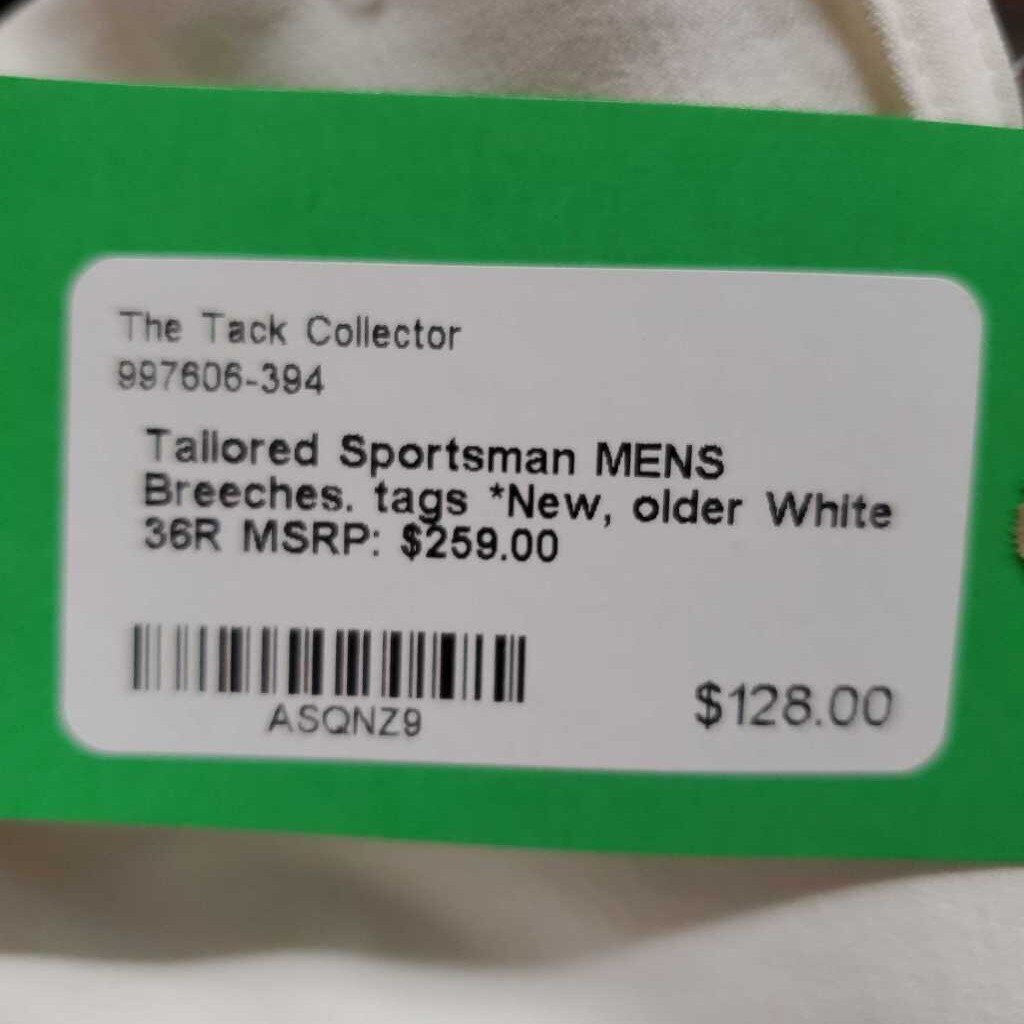 The Tack Collector
997606-394
Tailored Sportsman MENS
Breeches. tags *New, older White
36R MSRP: $259.00
ASQNZ9
$128.00